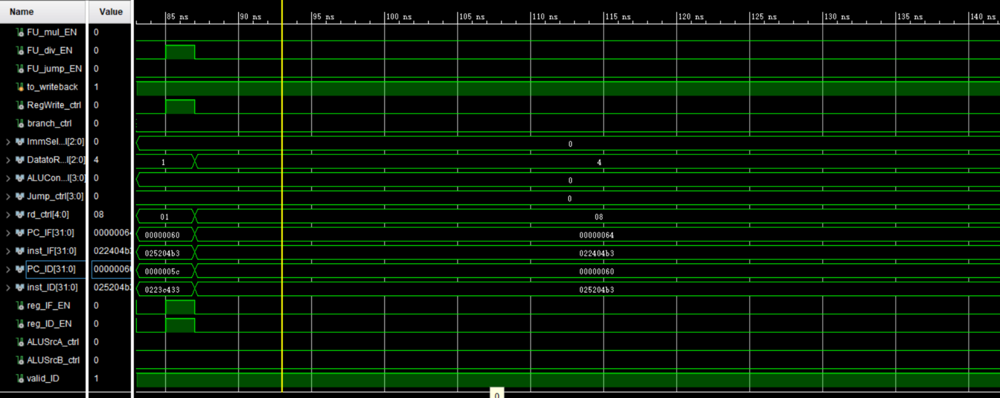 Name Value 85 ns 90 ns 95 ns 100 ns 105 ns 110 ns 115 ns 120 ns 125 ns 130 ns 135 ns 140 ns
FU_mul_EN 0
FU_div_EN 0
FU_jump_EN 0
to_writeback 1
RegWrite_ctrl 0
branch_ctrl 0
ImmSel...l[2:0] 0 0
DatatoR...l[2:0] 4 1 4
ALUCon...l[3:0] 0 0
Jump_ctrl[3:0] 0 0
rd_ctrl[4:0] 08 01 08
PC_IF[31:0] 00000064 00000060 00000064
inst_IF[31:0] 022404b3 025204b3 022404b3
PC_ID[31:0] 00000060 0000005c 00000060
inst_ID[31:0] 025204b3 0223c433 025204b3
reg_IF_EN 0
reg_ID_EN 0
ALUSrcA_ctrl 0
ALUSrcB_ctrl 0
valid_ID 1
0